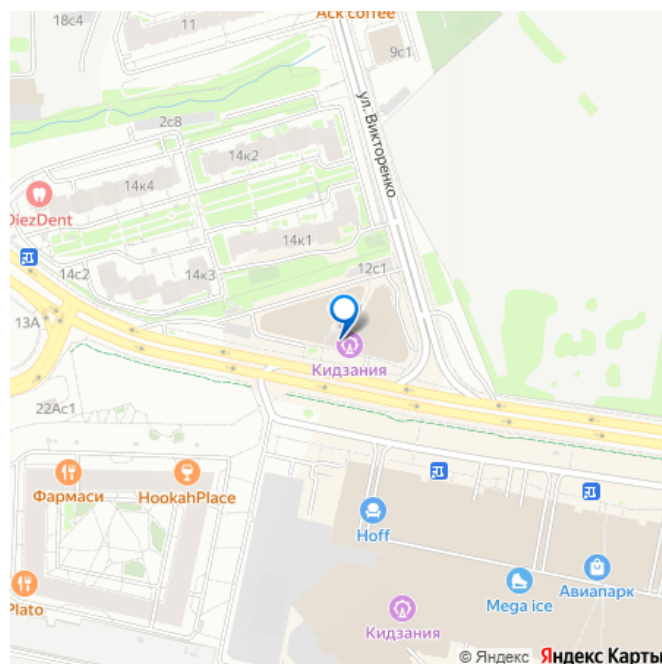 18с4
11
Ack coffee
9с1
ул. Викторенко
2с8
14к2
14к4
DiezDent
14к1
14с2
14к3
12с1
13А
Кидзания
22Ас1
Фармаси
HookahPlace
Hoff
Plato
Mega ice
Авиапарк
Кидзания
© Яндекс Яндекс Карты